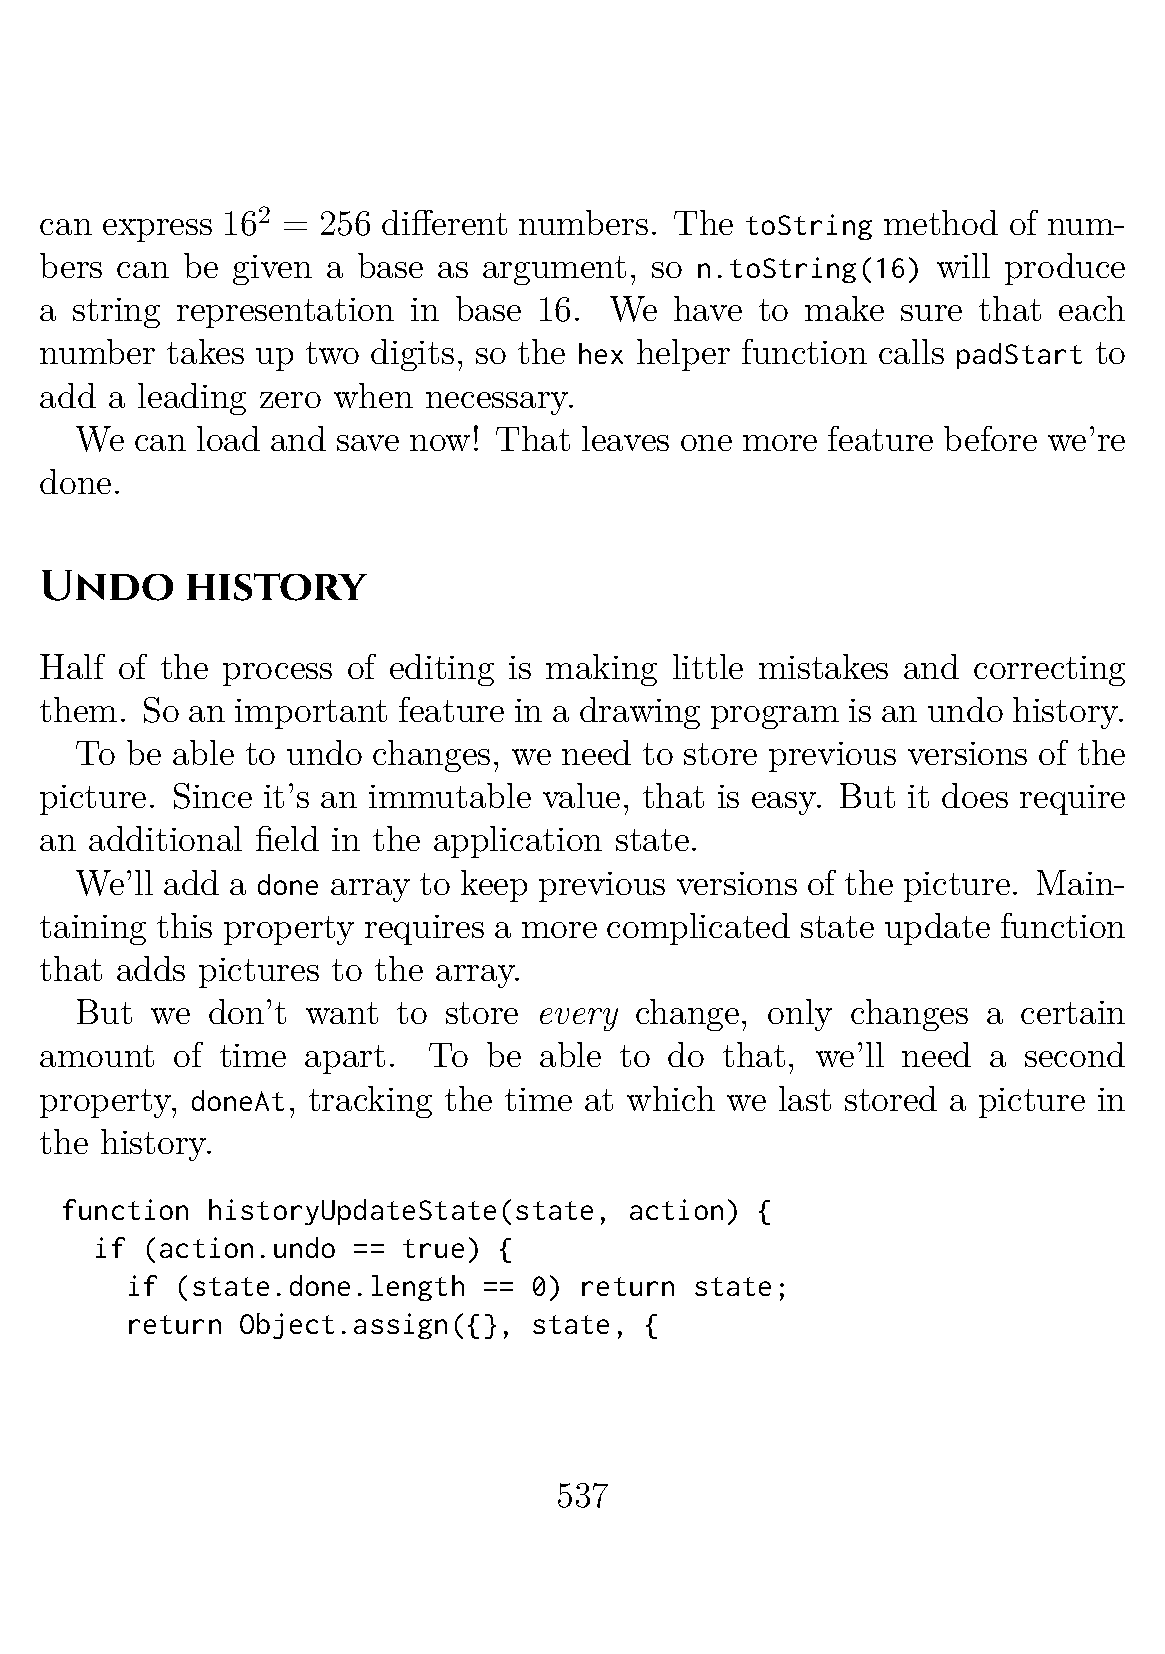 can express 16² = 256 different numbers. The toString method of num-
bers can be given a base as argument, so n.toString(16) will produce
a string representation in base 16. We have to make sure that each
number takes up two digits, so the hex helper function calls padStart to
add a leading zero when necessary.
We can load and save now! That leaves one more feature before we're
done.
Undo history
Half of the process of editing is making little mistakes and correcting
them. So an important feature in a drawing program is an undo history.
To be able to undo changes, we need to store previous versions of the
picture. Since it's an immutable value, that is easy. But it does require
an additional field in the application state.
We'll add a done array to keep previous versions of the picture. Main-
taining this property requires a more complicated state update function
that adds pictures to the array.
But we don't want to store every change, only changes a certain
amount of time apart. To be able to do that, we'll need a second
property, doneAt, tracking the time at which we last stored a picture in
the history.
function historyUpdateState(state, action) {
  if (action.undo == true) {
    if (state.done.length == 0) return state;
    return Object.assign({}, state, {
537